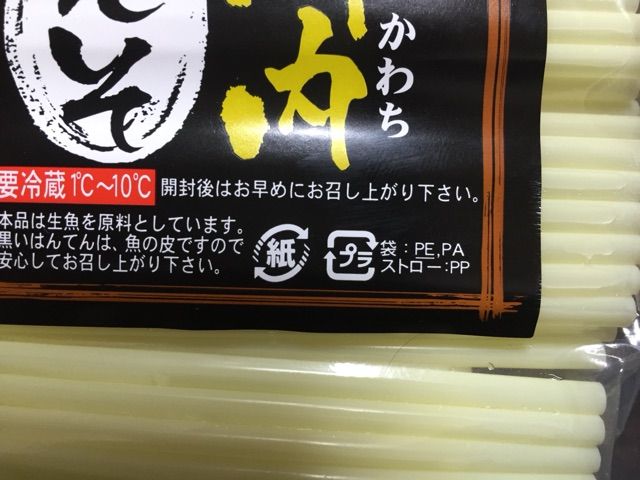 かわち
河内
んそ
要冷蔵 1℃〜10℃
開封後はお早めにお召し上がり下さい。
本品は生魚を原料としています。
黒いはんてんは、魚の皮ですので
安心してお召し上がり下さい。
紙
プラ
袋：PE,PA
ストロー：PP